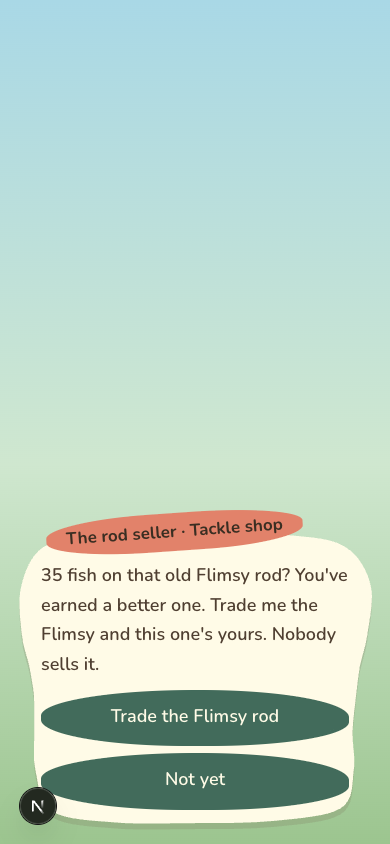 The rod seller · Tackle shop
35 fish on that old Flimsy rod? You've
earned a better one. Trade me the
Flimsy and this one's yours. Nobody
sells it.
Trade the Flimsy rod
Not yet
N